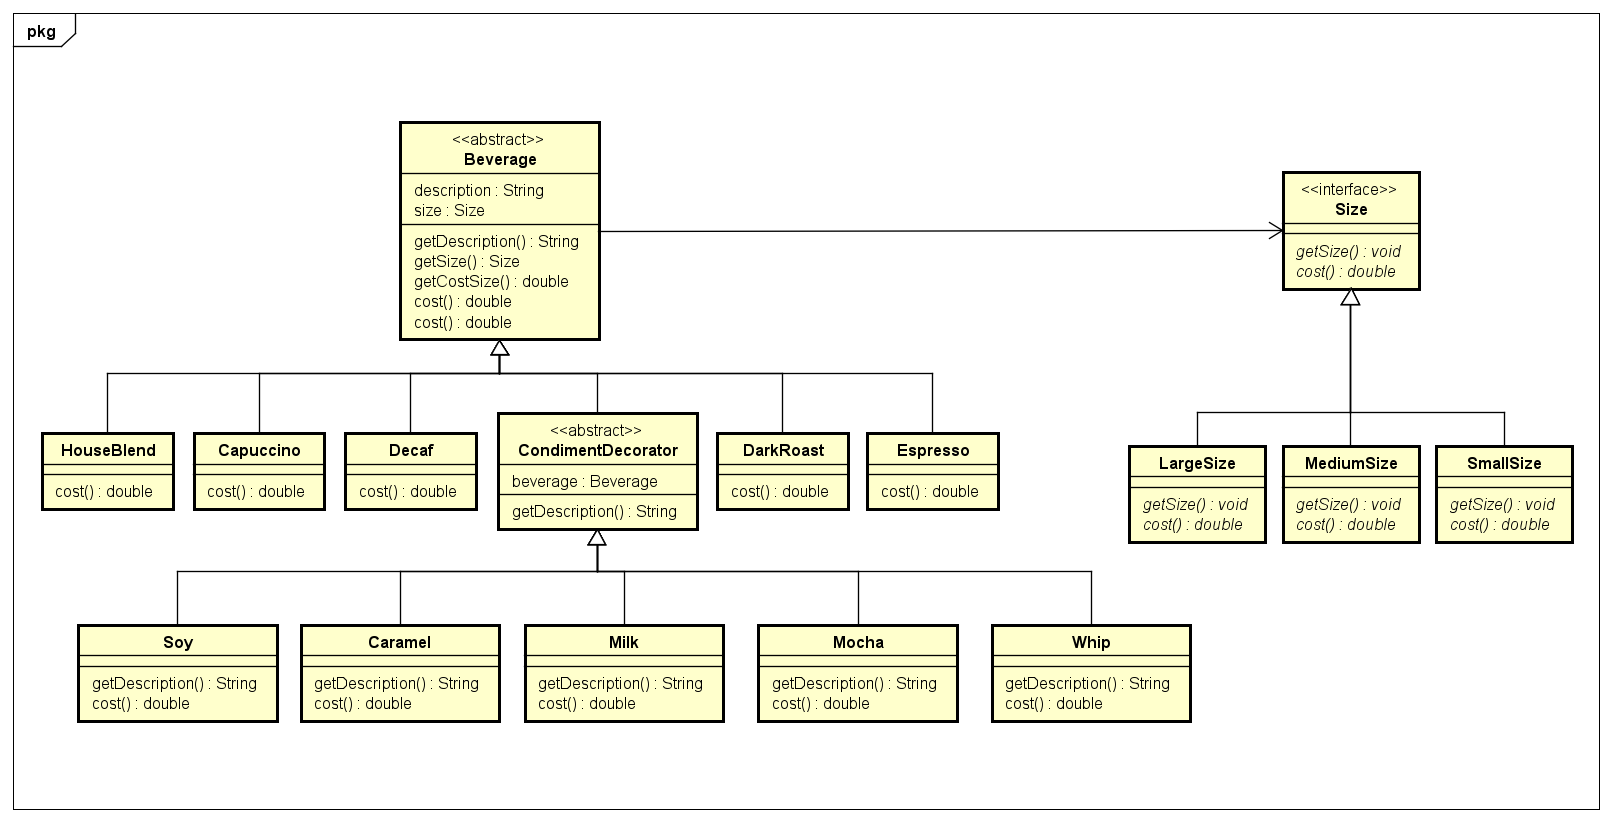 pkg
<<abstract>>
Beverage
description : String
size : Size
getDescription() : String
getSize() : Size
getCostSize() : double
cost() : double
cost() : double
<<interface>>
Size
getSize() : void
cost() : double
HouseBlend
cost() : double
Capuccino
cost() : double
Decaf
cost() : double
<<abstract>>
CondimentDecorator
beverage : Beverage
getDescription() : String
DarkRoast
cost() : double
Espresso
cost() : double
LargeSize
getSize() : void
cost() : double
MediumSize
getSize() : void
cost() : double
SmallSize
getSize() : void
cost() : double
Soy
getDescription() : String
cost() : double
Caramel
getDescription() : String
cost() : double
Milk
getDescription() : String
cost() : double
Mocha
getDescription() : String
cost() : double
Whip
getDescription() : String
cost() : double